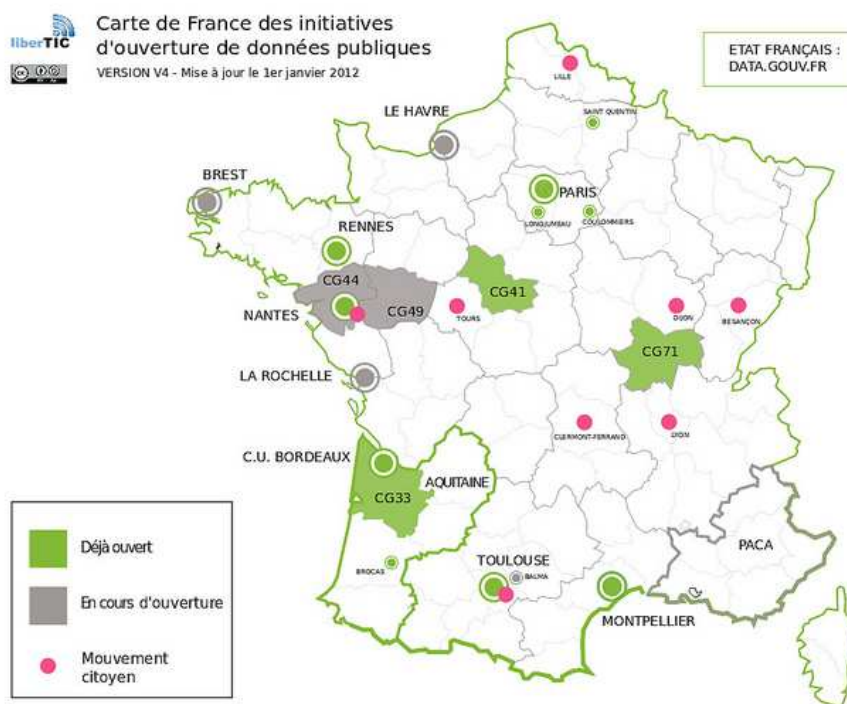 liberTIC
Carte de France des initiatives
d'ouverture de données publiques
VERSION V4 - Mise à jour le 1er janvier 2012
ETAT FRANÇAIS :
DATA.GOUV.FR
LILLE
SAINT QUENTIN
LE HAVRE
BREST
PARIS
LONGJUMEAU
COULOMMIERS
RENNES
CG44
CG41
NANTES
CG49
TOURS
DIJON
BESANÇON
CG71
LA ROCHELLE
CLERMONT-FERRAND
LYON
C.U. BORDEAUX
AQUITAINE
CG33
PACA
BROCAS
TOULOUSE
BALMA
MONTPELLIER
Déjà ouvert
En cours d'ouverture
Mouvement
citoyen